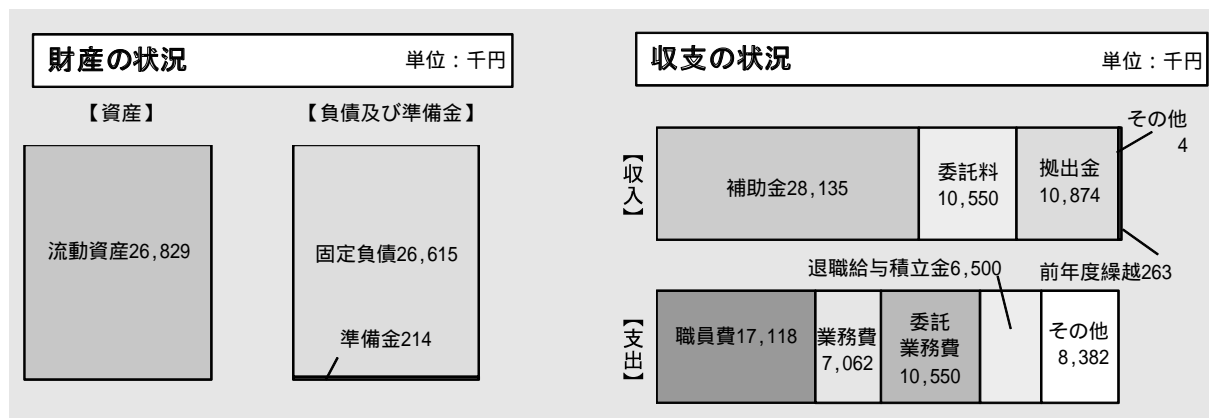 財産の状況 単位：千円
【資産】 【負債及び準備金】
流動資産26,829
固定負債26,615
準備金214
収支の状況 単位：千円
【収入】
補助金28,135
委託料
10,550
拠出金
10,874
その他
4
前年度繰越263
【支出】
職員費17,118
業務費
7,062
委託
業務費
10,550
退職給与積立金6,500
その他
8,382